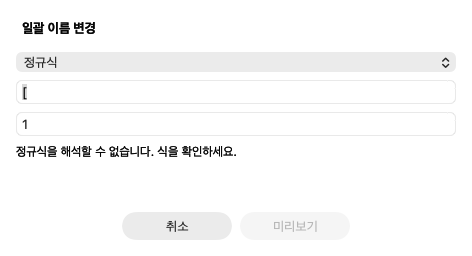 일괄 이름 변경
정규식
[
1
정규식을 해석할 수 없습니다. 식을 확인하세요.
취소 미리보기